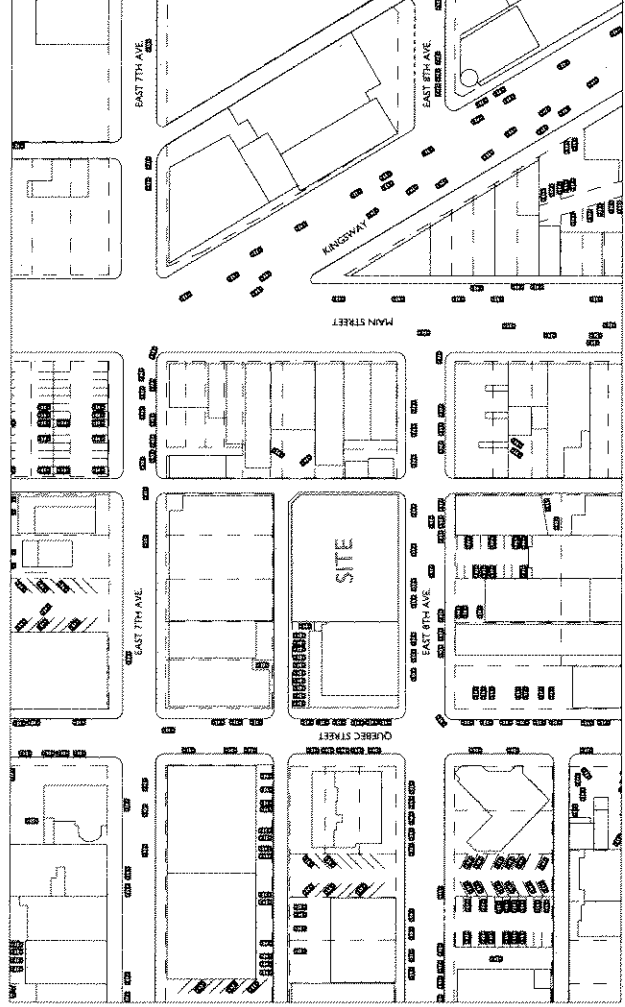 EAST 7TH AVE.
EAST 8TH AVE.
KINGSWAY
MAIN STREET
SITE
EAST 7TH AVE.
EAST 8TH AVE.
QUEBEC STREET